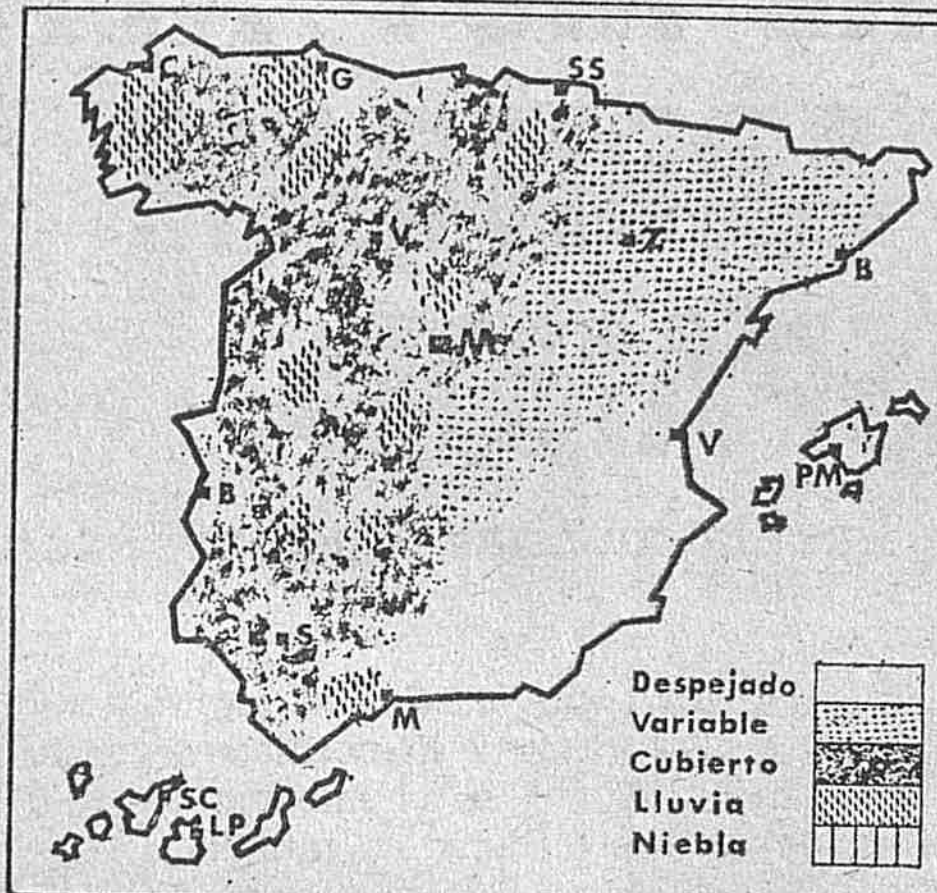 C
G
SS
V
Z
B
M
V
PM
B
S
M
SC
LP
Despejado
Variable
Cubierto
Lluvia
Niebla